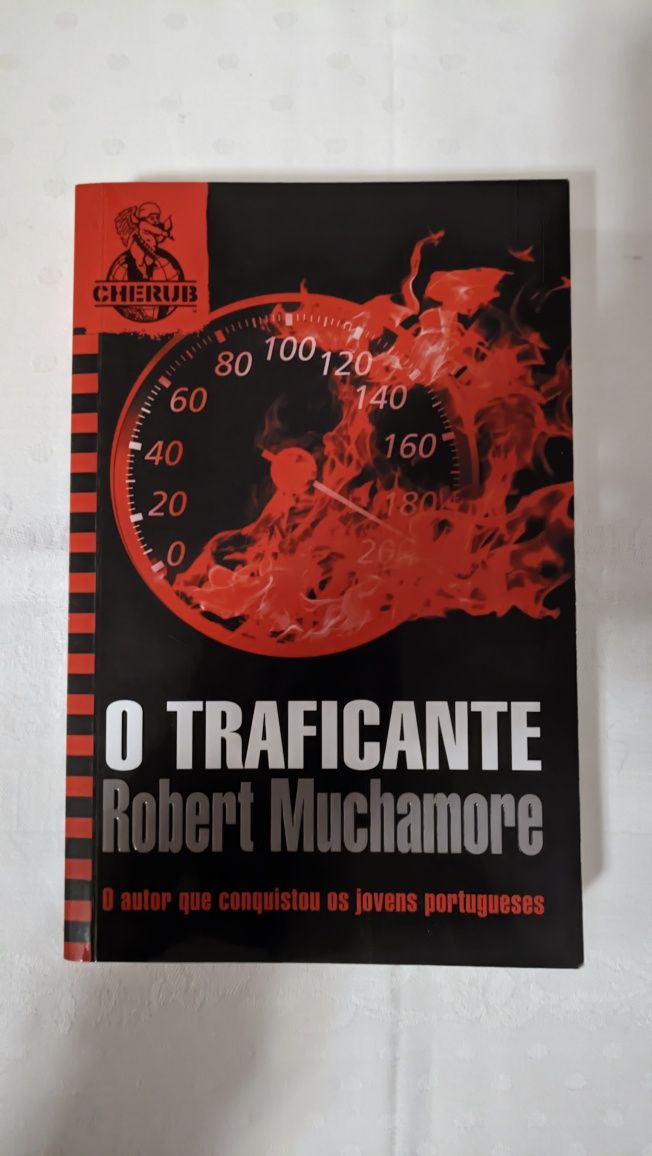 CHERUB
0
20
40
60
80
100
120
140
160
180
O TRAFICANTE
Robert Muchamore
O autor que conquistou os jovens portugueses